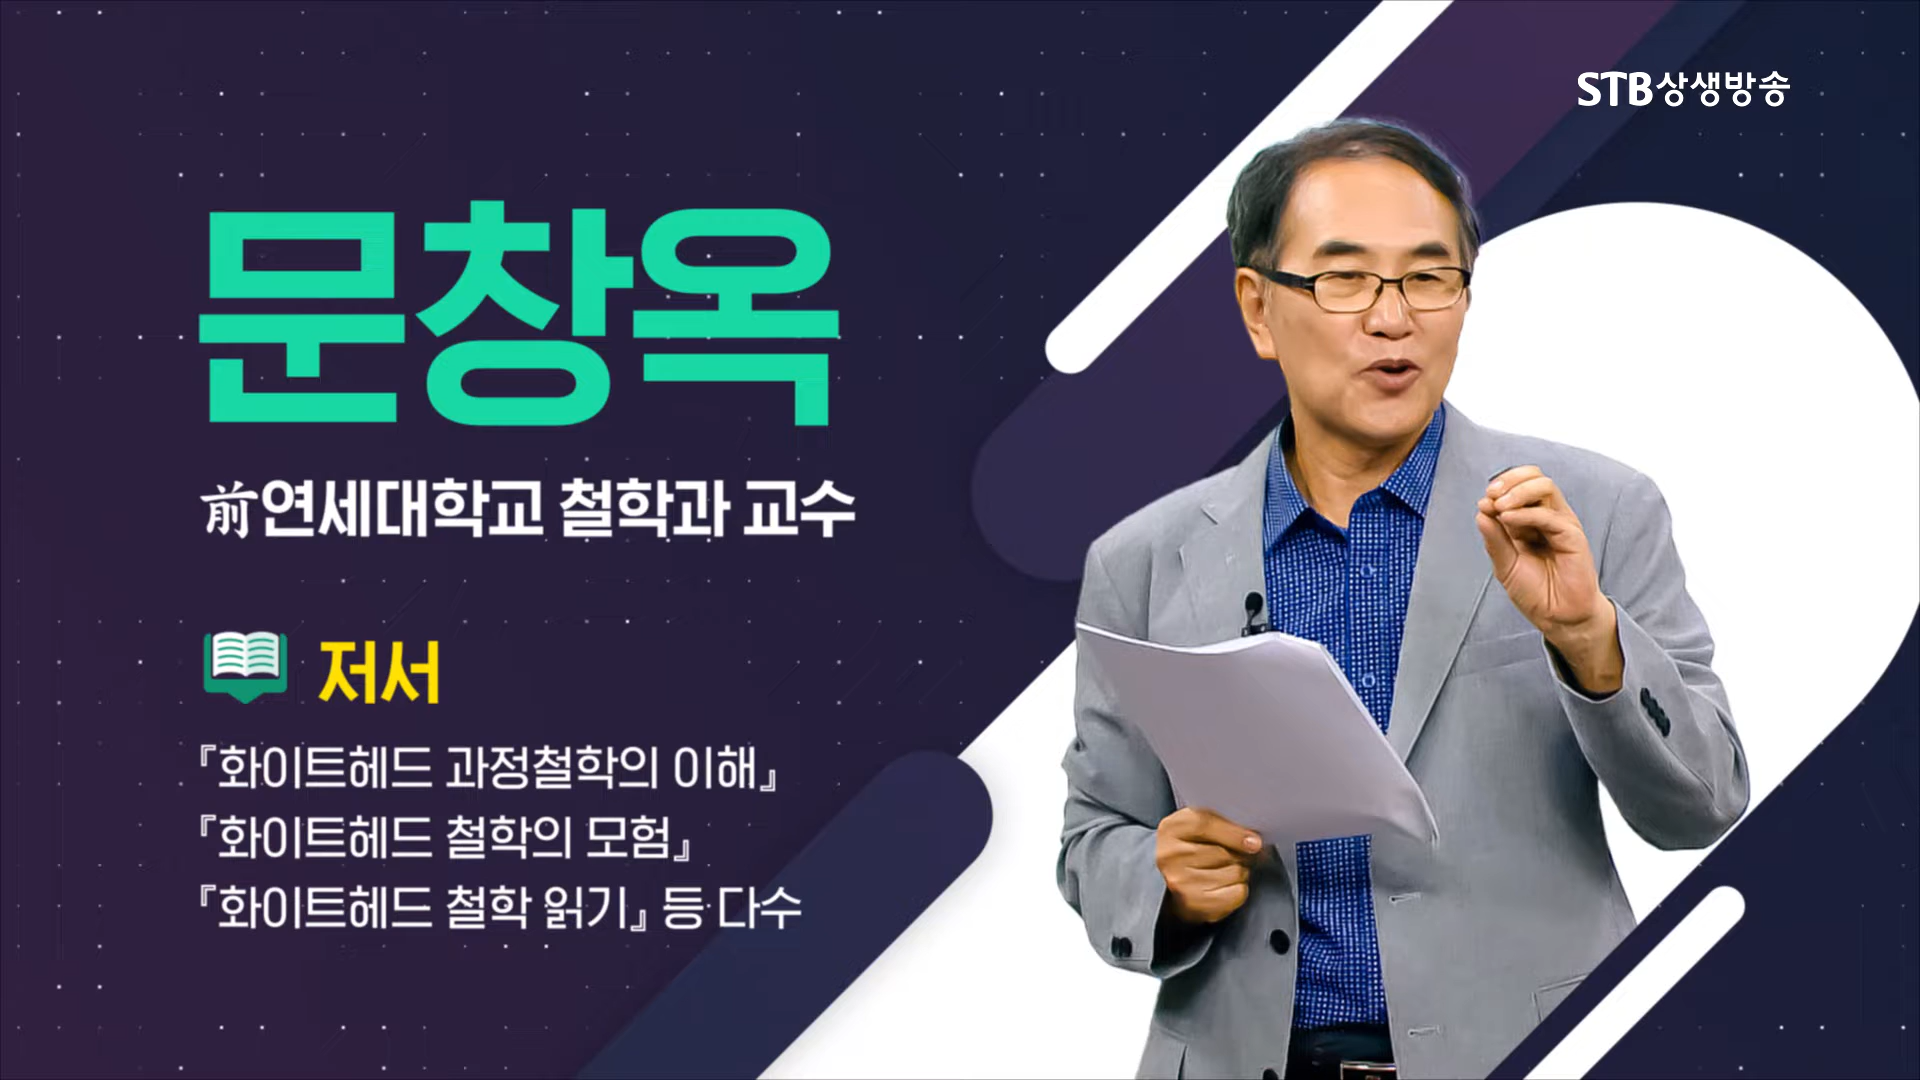 STB상생방송
문창옥
前연세대학교 철학과 교수
저서
『화이트헤드 과정철학의 이해』
『화이트헤드 철학의 모험』
『화이트헤드 철학 읽기』 등 다수